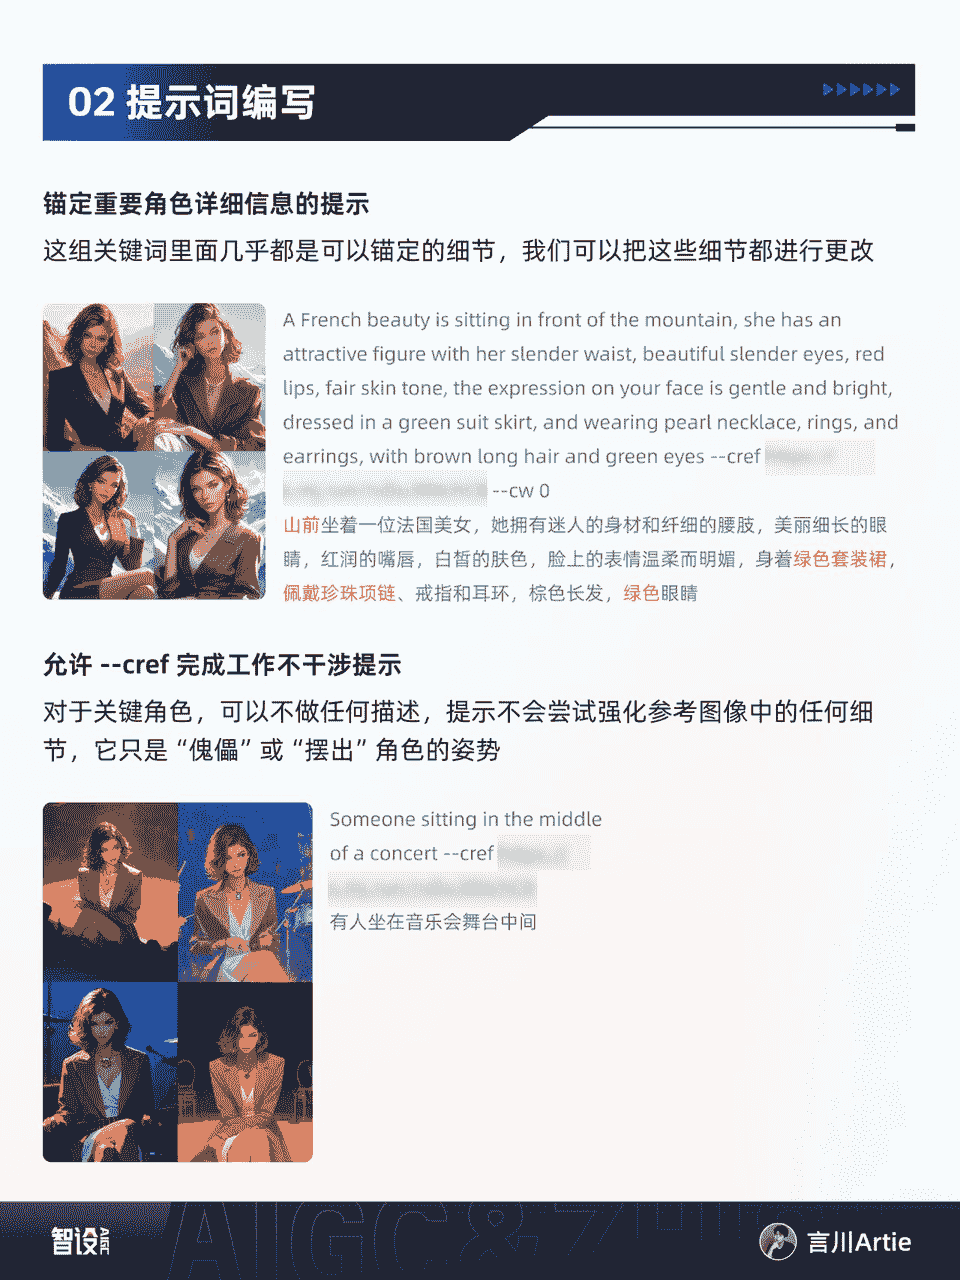 02 提示词编写
锚定重要角色详细信息的提示
这组关键词里面几乎都是可以锚定的细节，我们可以把这些细节都进行更改
A French beauty is sitting in front of the mountain, she has an
attractive figure with her slender waist, beautiful slender eyes, red
lips, fair skin tone, the expression on your face is gentle and bright,
dressed in a green suit skirt, and wearing pearl necklace, rings, and
earrings, with brown long hair and green eyes --cref
--cw 0
山前坐着一位法国美女，她拥有迷人的身材和纤细的腰肢，美丽细长的眼
睛，红润的嘴唇，白皙的肤色，脸上的表情温柔而明媚，身着绿色套装裙，
佩戴珍珠项链、戒指和耳环，棕色长发，绿色眼睛
允许 --cref 完成工作不干涉提示
对于关键角色，可以不做任何描述，提示不会尝试强化参考图像中的任何细
节，它只是“傀儡”或“摆出”角色的姿势
Someone sitting in the middle
of a concert --cref
有人坐在音乐会舞台中间
智设AIGC
AIGC&ZHI
言川Artie